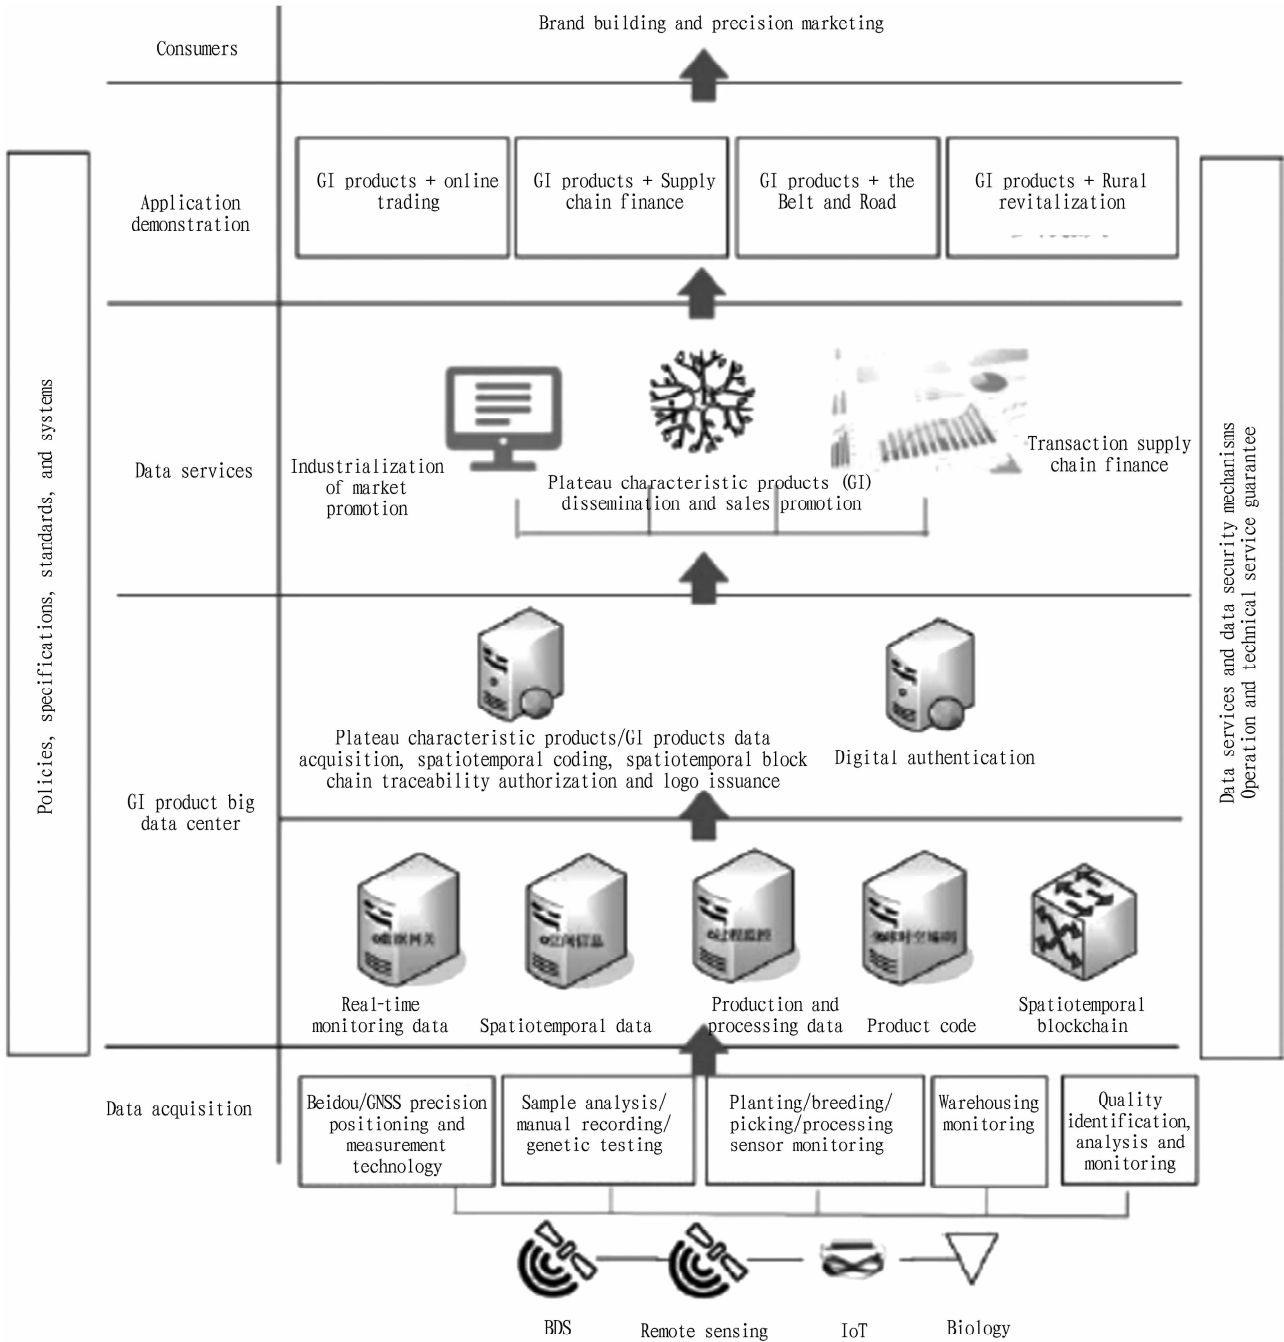 Brand building and precision marketing
Consumers
Application
demonstration
GI products + online
trading
GI products + Supply
chain finance
GI products + the
Belt and Road
GI products + Rural
revitalization
Data services
Industrialization
of market
promotion
Plateau characteristic products (GI)
dissemination and sales promotion
Transaction supply
chain finance
GI product big
data center
Plateau characteristic products/GI products data
acquisition, spatiotemporal coding, spatiotemporal block
chain traceability authorization and logo issuance
Digital authentication
Real-time
monitoring data
Spatiotemporal data
Production and
processing data
Product code
Spatiotemporal
blockchain
Data acquisition
Beidou/GNSS precision
positioning and
measurement
technology
Sample analysis/
manual recording/
genetic testing
Planting/breeding/
picking/processing
sensor monitoring
Warehousing
monitoring
Quality
identification,
analysis and
monitoring
BDS
Remote sensing
IoT
Biology
Policies, specifications, standards, and systems
Data services and data security mechanisms
Operation and technical service guarantee